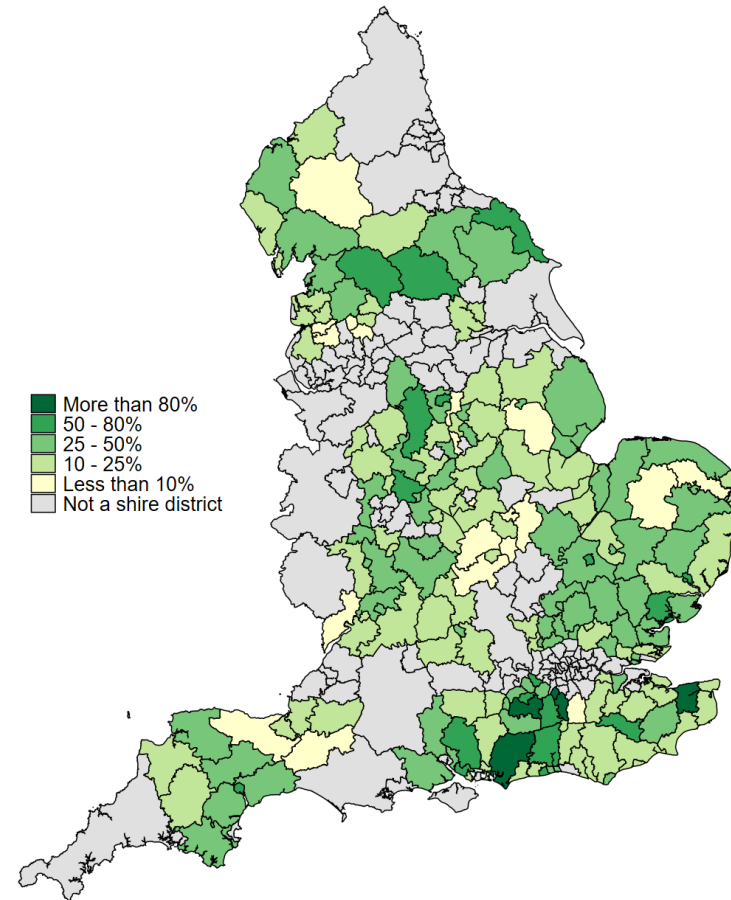 More than 80%
50 - 80%
25 - 50%
10 - 25%
Less than 10%
Not a shire district